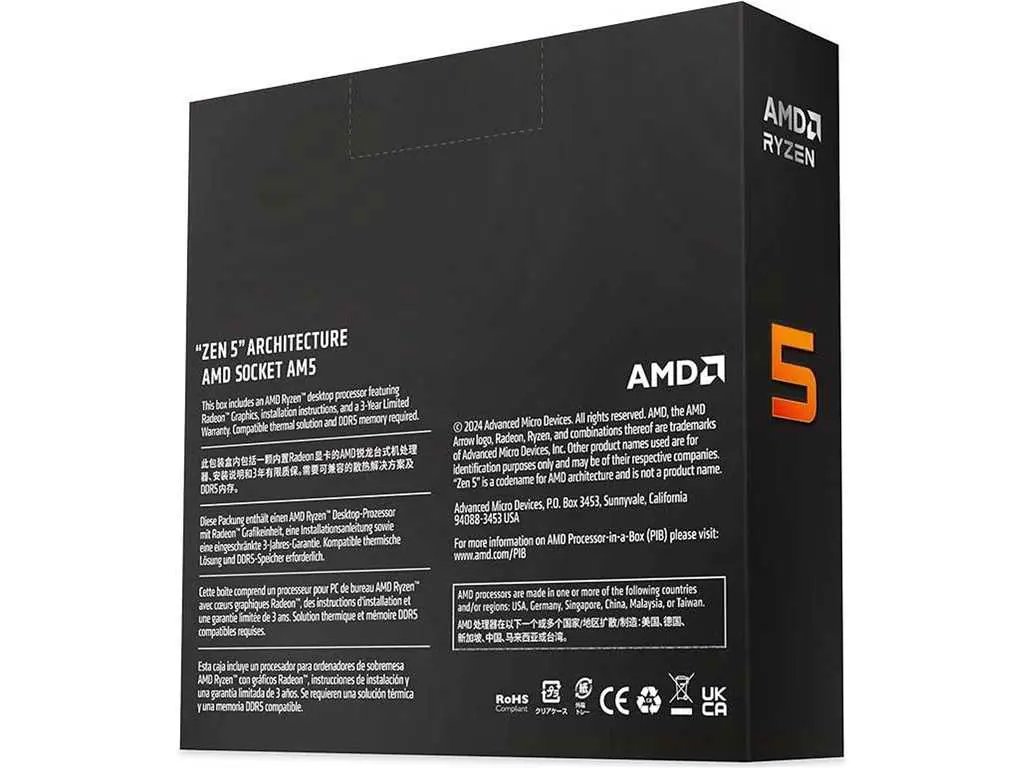 "ZEN 5" ARCHITECTURE
AMD SOCKET AM5
This box includes an AMD Ryzen™ desktop processor featuring
Radeon™ Graphics, installation instructions, and a 3-Year Limited
Warranty. Compatible thermal solution and DDR5 memory required.
此包装盒内包括一颗内置Radeon显卡的AMD锐龙台式机处理
器、安装说明和3年有限质保。需要可兼容的散热解决方案及
DDR5内存。
Diese Packung enthält einen AMD Ryzen™ Desktop-Prozessor
mit Radeon™ Grafikeinheit, eine Installationsanleitung sowie
eine eingeschränkte 3-Jahres-Garantie. Kompatible thermische
Lösung und DDR5-Speicher erforderlich.
Cette boîte comprend un processeur pour PC de bureau AMD Ryzen™
avec cœurs graphiques Radeon™, des instructions d'installation et
une garantie limitée de 3 ans. Solution thermique et mémoire DDR5
compatibles requises.
Esta caja incluye un procesador para ordenadores de sobremesa
AMD Ryzen™ con gráficos Radeon™, instrucciones de instalación y
una garantía limitada de 3 años. Se requieren una solución térmica
y una memoria DDR5 compatible.
AMD
© 2024 Advanced Micro Devices. All rights reserved. AMD, the AMD
Arrow logo, Radeon, Ryzen, and combinations thereof are trademarks
of Advanced Micro Devices, Inc. Other product names used are for
identification purposes only and may be of their respective companies.
"Zen 5" is a codename for AMD architecture and is not a product name.
Advanced Micro Devices, P.O. Box 3453, Sunnyvale, California
94088-3453 USA
For more information on AMD Processor-in-a-Box (PIB) please visit:
www.amd.com/PIB
AMD processors are made in one or more of the following countries
and/or regions: USA, Germany, Singapore, China, Malaysia, or Taiwan.
AMD 处理器在以下一个或多个国家/地区扩散/制造：美国、德国、
新加坡、中国、马来西亚或台湾。
RoHS
Compliant
プラ
クリアケース
紙
外箱
トレー
CE
UK
CA
AMD
RYZEN
5